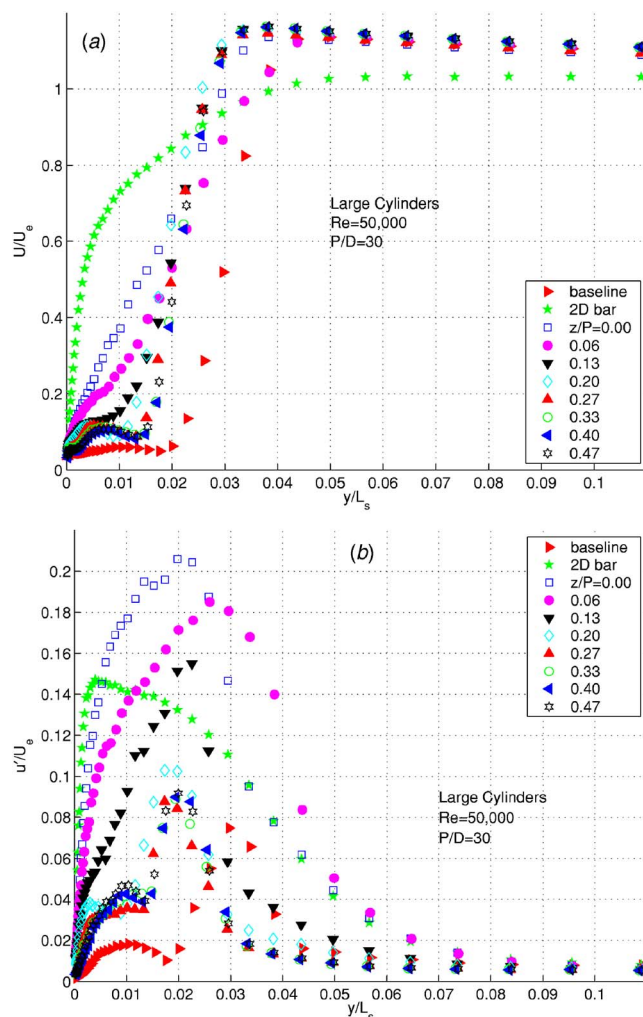 (a)
1
0.8
0.6
0.4
0.2
0
U/Ue
Large Cylinders
Re=50,000
P/D=30
baseline
2D bar
z/P=0.00
0.06
0.13
0.20
0.27
0.33
0.40
0.47
0 0.01 0.02 0.03 0.04 0.05 0.06 0.07 0.08 0.09 0.1
y/Ls
(b)
0.2
0.18
0.16
0.14
0.12
0.1
0.08
0.06
0.04
0.02
0
u'/Ue
baseline
2D bar
z/P=0.00
0.06
0.13
0.20
0.27
0.33
0.40
0.47
Large Cylinders
Re=50,000
P/D=30
0 0.01 0.02 0.03 0.04 0.05 0.06 0.07 0.08 0.09 0.1
y/Ls